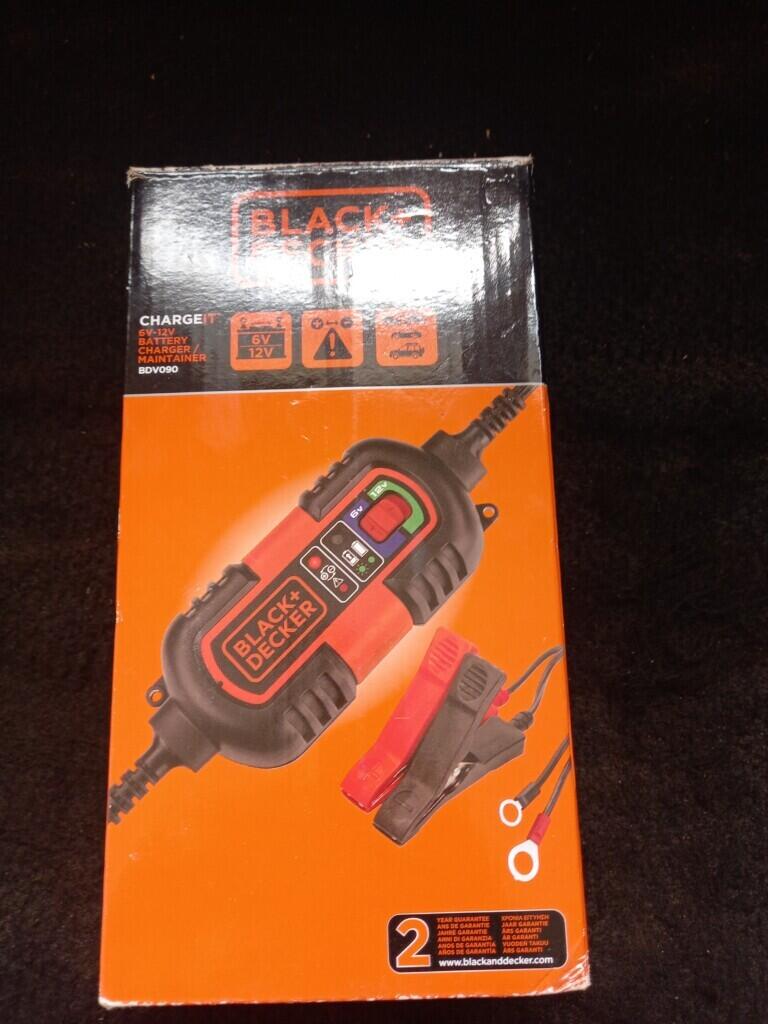 BLACK+
CHARGEIT
6V-12V
BATTERY
CHARGER /
MAINTAINER
BDV090
6V
12V
12V
6V
BLACK+
DECKER
2
YEAR GUARANTEE
ANS DE GARANTIE
JAHRE GARANTIE
ANNI DI GARANZIA
ANOS DE GARANTIA
AÑOS DE GARANTÍA
ΧΡΟΝΙΑ ΕΓΓΥΗΣΗ
JAAR GARANTIE
ÅRS GARANTI
ÅR GARANTI
VUODEN TAKUU
ÅRS GARANTI
www.blackanddecker.com